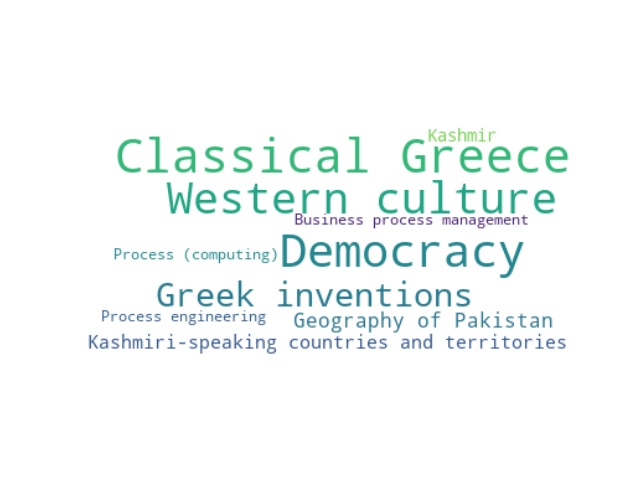 Kashmir
Classical Greece
Western culture
Business process management
Process (computing) Democracy
Greek inventions
Process engineering Geography of Pakistan
Kashmiri-speaking countries and territories